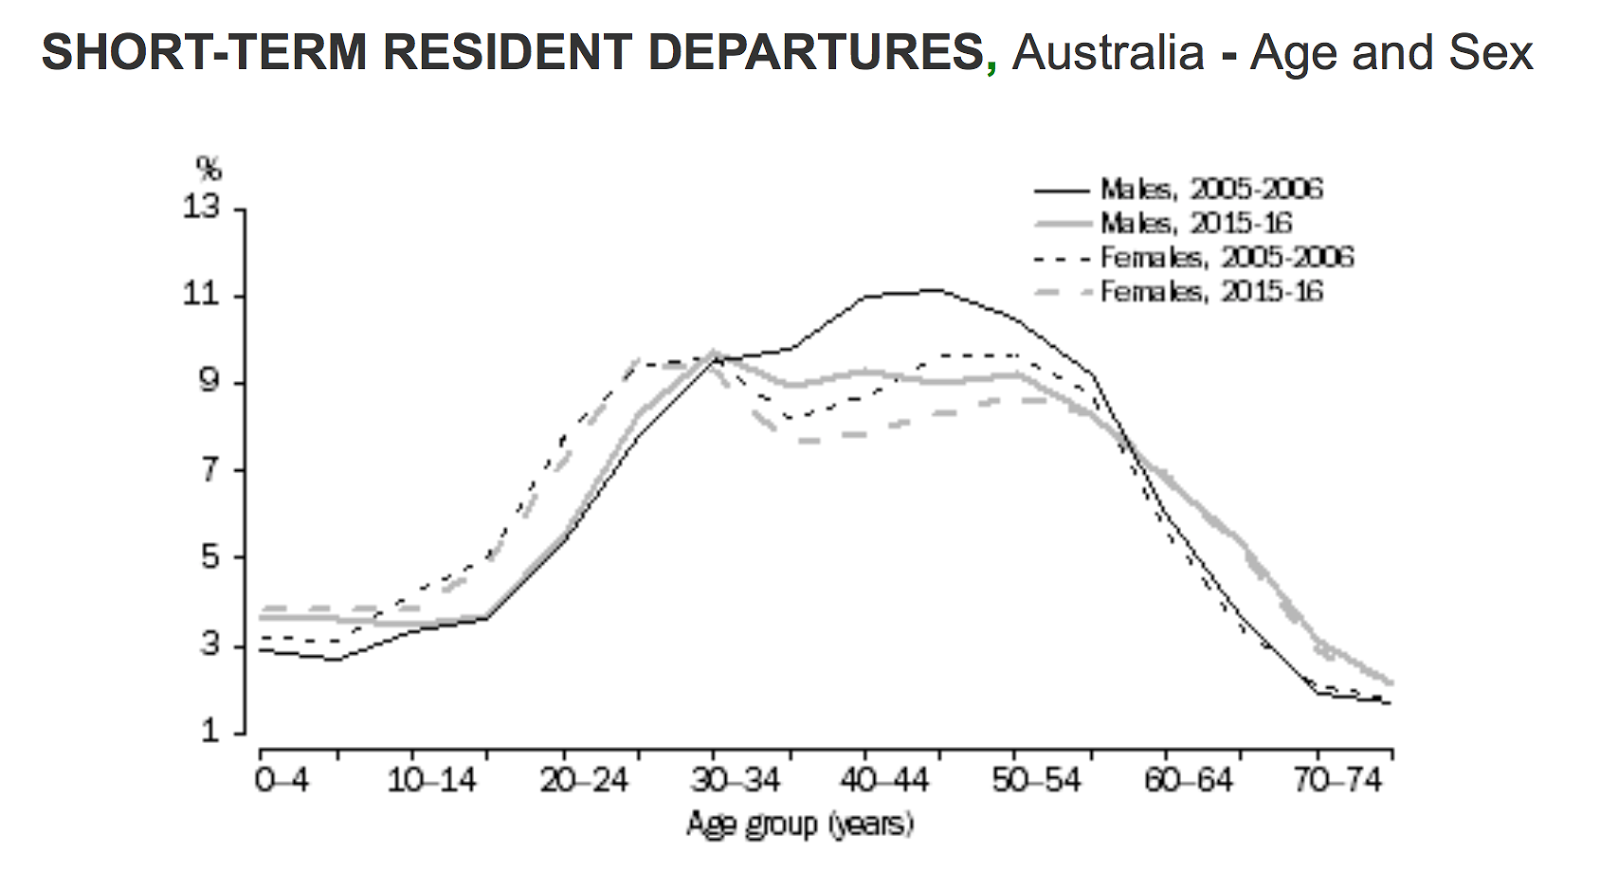 SHORT-TERM RESIDENT DEPARTURES, Australia - Age and Sex
%
13
11
9
7
5
3
1
Males, 2005-2006
Males, 2015-16
Females, 2005-2006
Females, 2015-16
0–4 10–14 20–24 30–34 40–44 50–54 60–64 70–74
Age group (years)